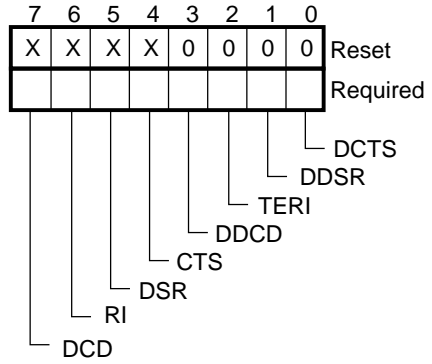 7 6 5 4 3 2 1 0
X X X X 0 0 0 0 Reset
Required
DCTS
DDSR
TERI
DDCD
CTS
DSR
RI
DCD